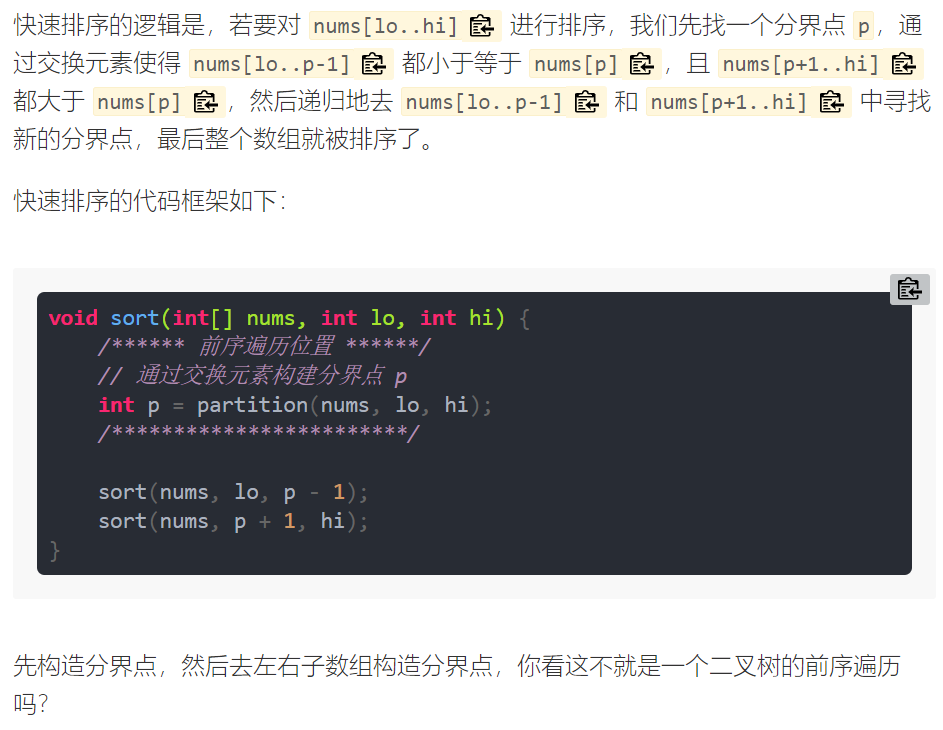 快速排序的逻辑是，若要对 nums[lo..hi] 进行排序，我们先找一个分界点 p，通
过交换元素使得 nums[lo..p-1] 都小于等于 nums[p]，且 nums[p+1..hi]
都大于 nums[p]，然后递归地去 nums[lo..p-1] 和 nums[p+1..hi] 中寻找
新的分界点，最后整个数组就被排序了。
快速排序的代码框架如下：
void sort(int[] nums, int lo, int hi) {
    /****** 前序遍历位置 ******/
    // 通过交换元素构建分界点 p
    int p = partition(nums, lo, hi);
    /************************/
    sort(nums, lo, p - 1);
    sort(nums, p + 1, hi);
}
先构造分界点，然后去左右子数组构造分界点，你看这不就是一个二叉树的前序遍历
吗？